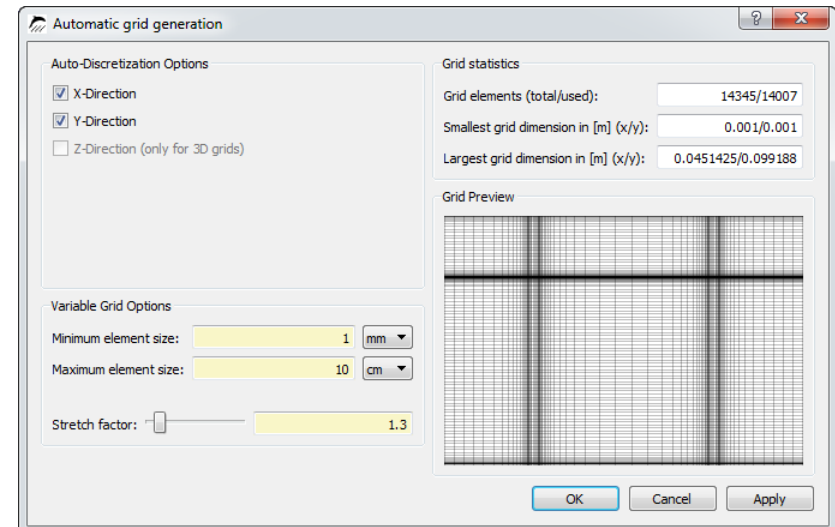 Automatic grid generation
Auto-Discretization Options
X-Direction
Y-Direction
Z-Direction (only for 3D grids)
Variable Grid Options
Minimum element size: 1 mm
Maximum element size: 10 cm
Stretch factor: 1.3
Grid statistics
Grid elements (total/used): 14345/14007
Smallest grid dimension in [m] (x/y): 0.001/0.001
Largest grid dimension in [m] (x/y): 0.0451425/0.099188
Grid Preview
OK Cancel Apply